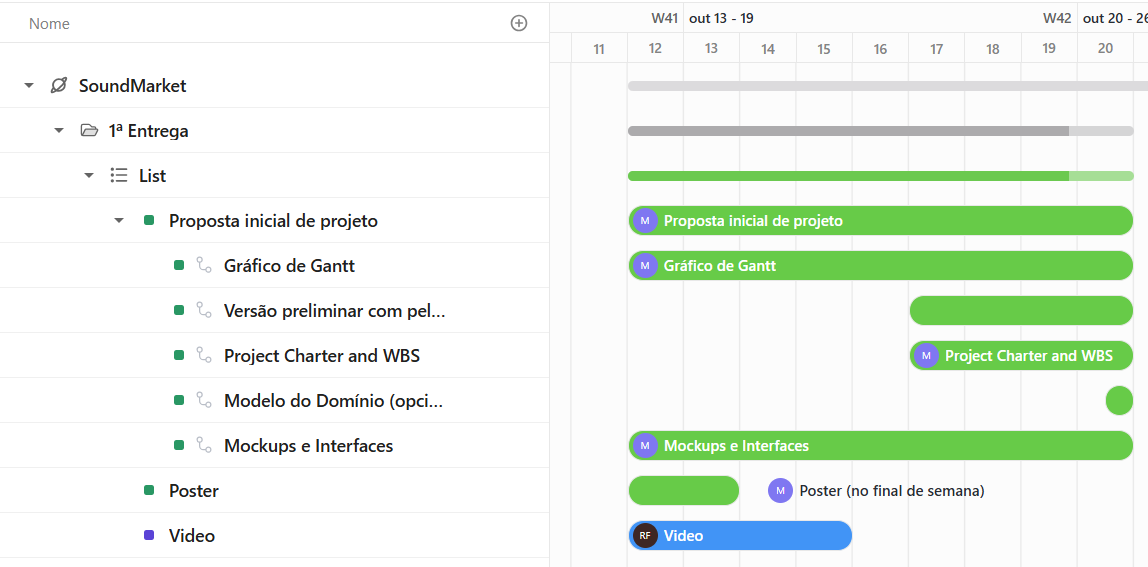 Nome
W41 out 13 - 19 W42 out 20 - 26
11 12 13 14 15 16 17 18 19 20
SoundMarket
1ª Entrega
List
Proposta inicial de projeto M Proposta inicial de projeto
Gráfico de Gantt M Gráfico de Gantt
Versão preliminar com pel...
Project Charter and WBS M Project Charter and WBS
Modelo do Domínio (opci...
Mockups e Interfaces M Mockups e Interfaces
Poster M Poster (no final de semana)
Video RF Video